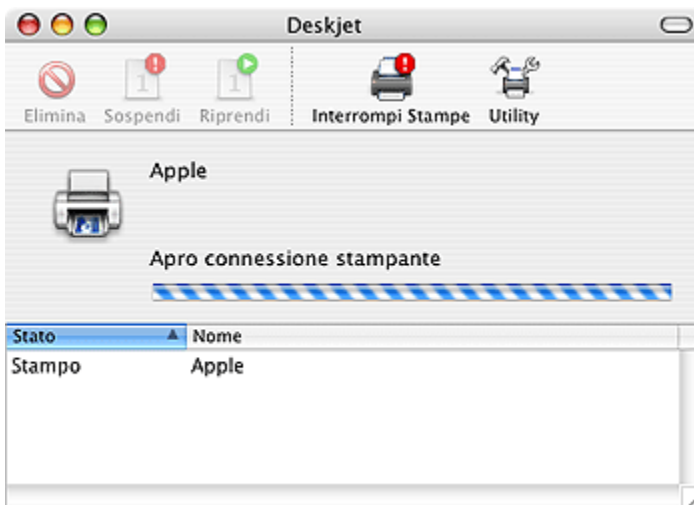 Deskjet
Elimina Sospendi Riprendi Interrompi Stampe Utility
Apple
Apro connessione stampante
Stato Nome
Stampo Apple